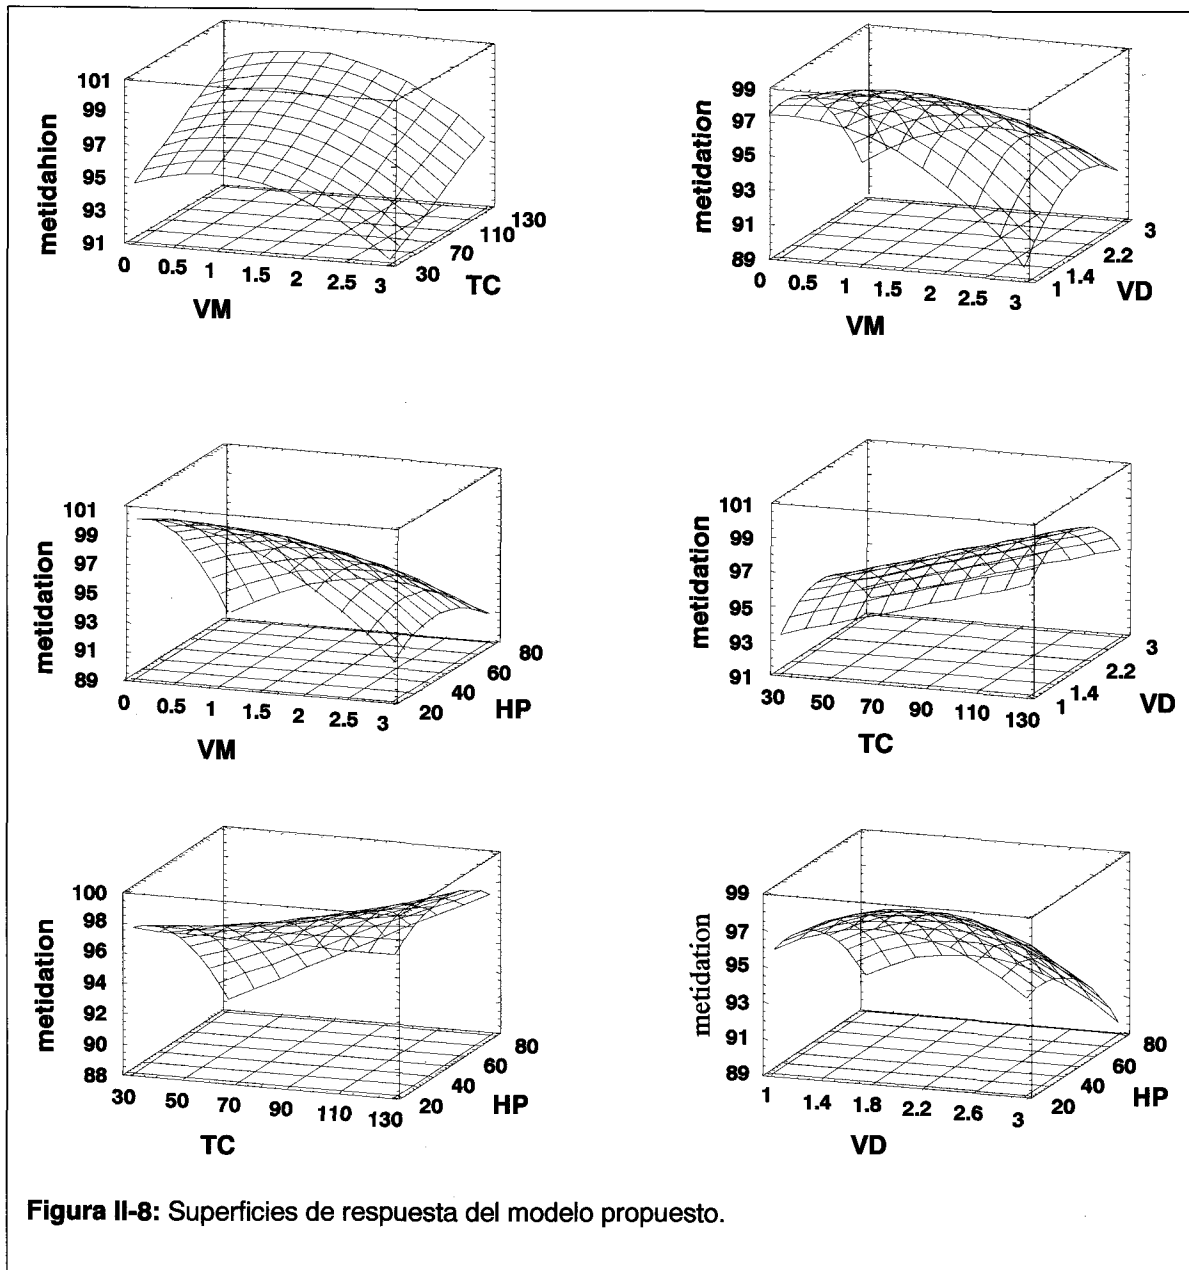 101
99
97
95
93
91
metidahion
0 0.5 1 1.5 2 2.5 3
VM
30 70 110 130
TC
99
97
95
93
91
89
metidation
0 0.5 1 1.5 2 2.5 3
VM
1 1.4 2.2 3
VD
101
99
97
95
93
91
89
metidation
0 0.5 1 1.5 2 2.5 3
VM
20 40 60 80
HP
101
99
97
95
93
91
metidation
30 50 70 90 110 130
TC
1 1.4 2.2 3
VD
100
98
96
94
92
90
88
metidation
30 50 70 90 110 130
TC
20 40 60 80
HP
99
97
95
93
91
89
metidation
1 1.4 1.8 2.2 2.6 3
VD
20 40 60 80
HP
Figura II-8: Superficies de respuesta del modelo propuesto.